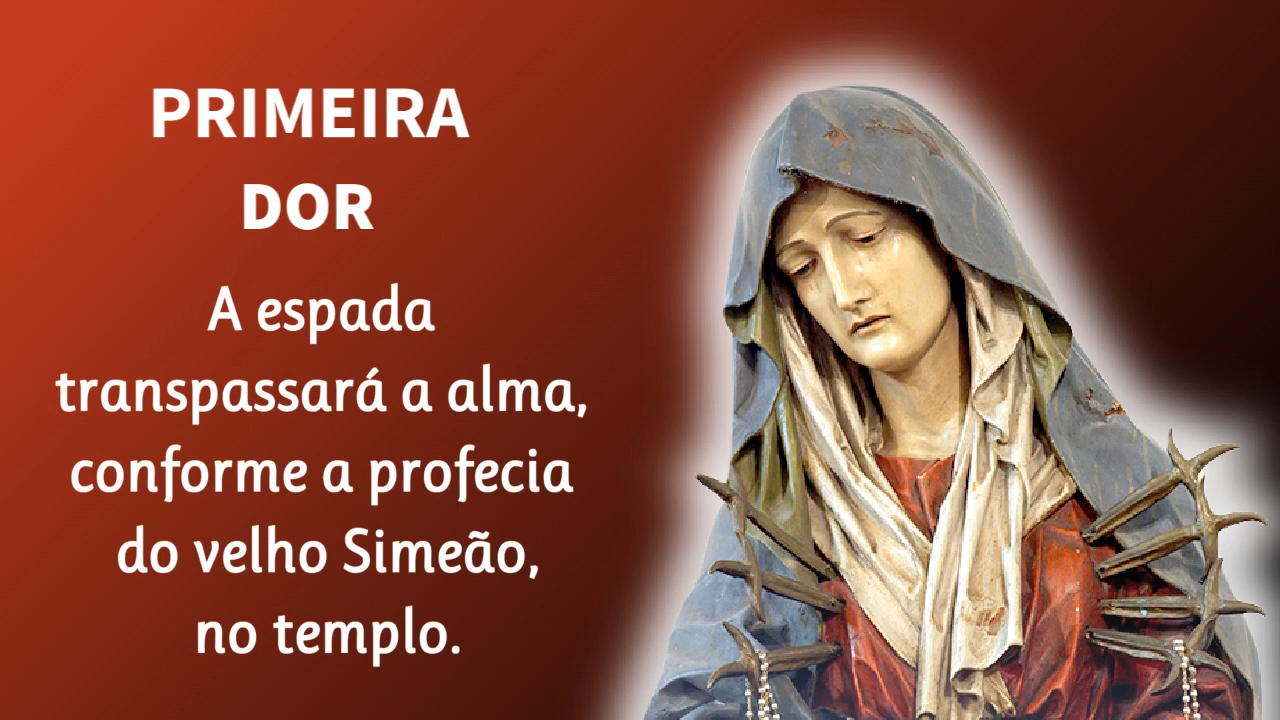 PRIMEIRA
DOR
A espada
transpassará a alma,
conforme a profecia
do velho Simeão,
no templo.